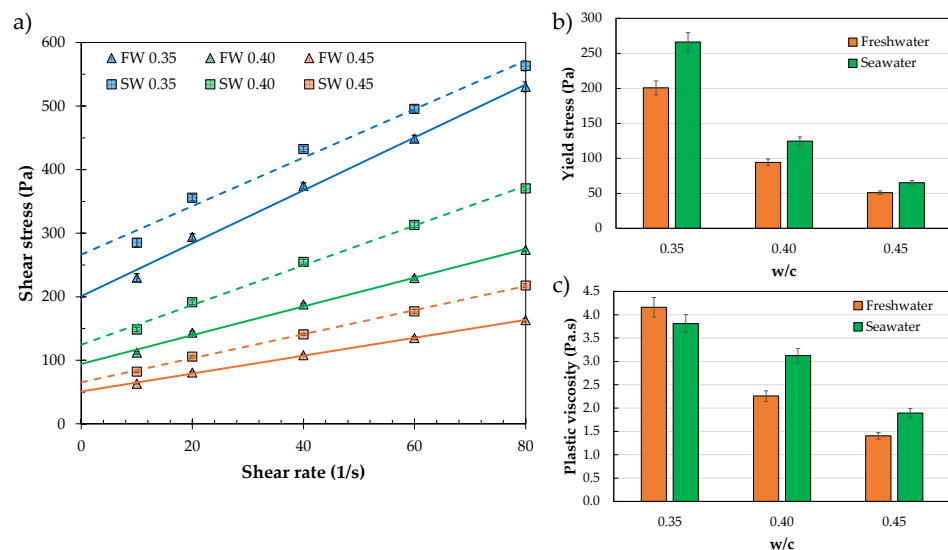 a)
600
500
400
300
200
100
0
0 20 40 60 80
Shear stress (Pa)
Shear rate (1/s)
FW 0.35 FW 0.40 FW 0.45
SW 0.35 SW 0.40 SW 0.45
b)
300
250
200
150
100
50
0
Yield stress (Pa)
Freshwater
Seawater
0.35 0.40 0.45
w/c
c)
4.5
4.0
3.5
3.0
2.5
2.0
1.5
1.0
0.5
0.0
Plastic viscosity (Pa.s)
Freshwater
Seawater
0.35 0.40 0.45
w/c